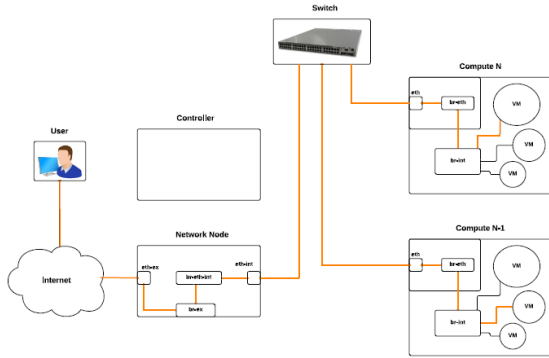 Switch
Compute N
eth
br-eth
VM
User
Controller
br-int
VM
VM
Network Node
Compute N-1
eth-ex
eth-int
eth
br-eth
VM
Internet
br-eth-int
br-ex
br-int
VM
VM